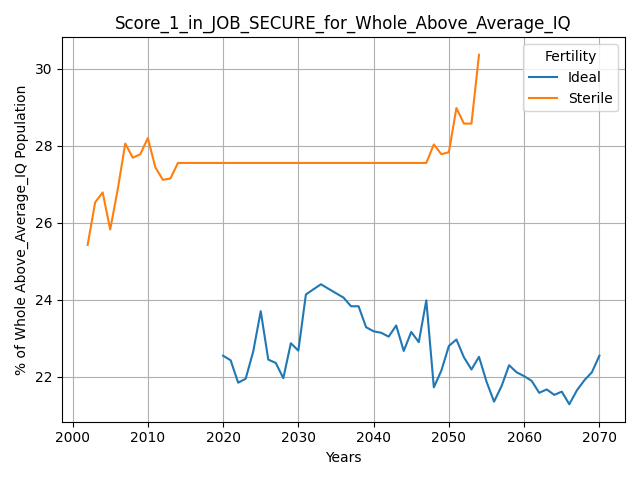 Score_1_in_JOB_SECURE_for_Whole_Above_Average_IQ
% of Whole Above_Average_IQ Population
30
28
26
24
22
Fertility
Ideal
Sterile
2000 2010 2020 2030 2040 2050 2060 2070
Years